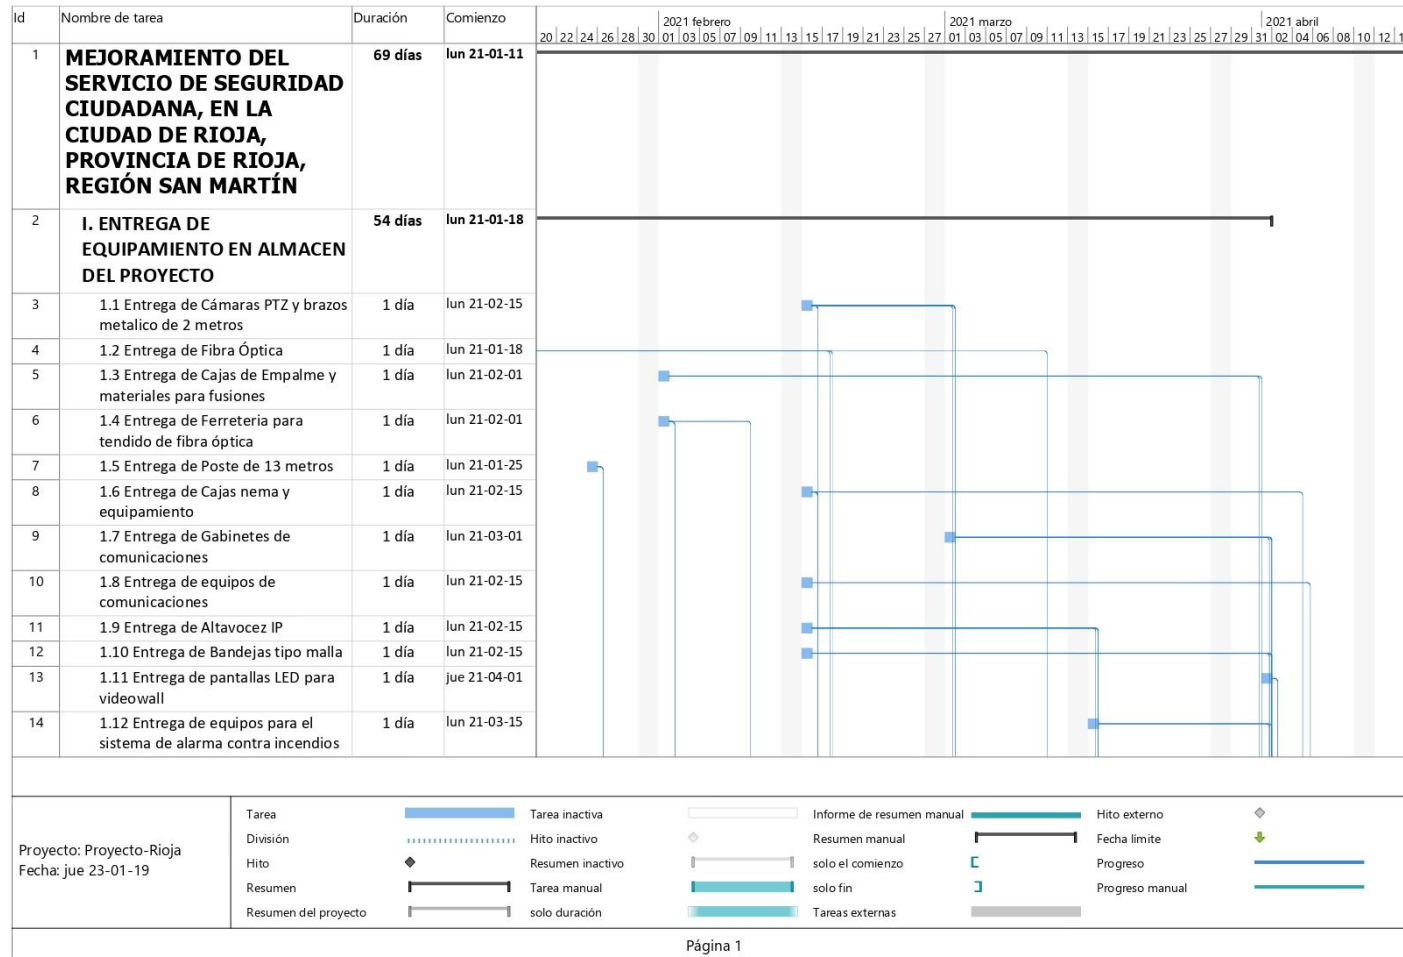 Id Nombre de tarea Duración Comienzo 2021 febrero 2021 marzo 2021 abril
20 22 24 26 28 30 01 03 05 07 09 11 13 15 17 19 21 23 25 27 01 03 05 07 09 11 13 15 17 19 21 23 25 27 29 31 02 04 06 08 10 12
1 MEJORAMIENTO DEL 69 días lun 21-01-11
SERVICIO DE SEGURIDAD
CIUDADANA, EN LA
CIUDAD DE RIOJA,
PROVINCIA DE RIOJA,
REGIÓN SAN MARTÍN
2 I. ENTREGA DE 54 días lun 21-01-18
EQUIPAMIENTO EN ALMACEN
DEL PROYECTO
3 1.1 Entrega de Cámaras PTZ y brazos 1 día lun 21-02-15
metalico de 2 metros
4 1.2 Entrega de Fibra Óptica 1 día lun 21-01-18
5 1.3 Entrega de Cajas de Empalme y 1 día lun 21-02-01
materiales para fusiones
6 1.4 Entrega de Ferreteria para 1 día lun 21-02-01
tendido de fibra óptica
7 1.5 Entrega de Poste de 13 metros 1 día lun 21-01-25
8 1.6 Entrega de Cajas nema y 1 día lun 21-02-15
equipamiento
9 1.7 Entrega de Gabinetes de 1 día lun 21-03-01
comunicaciones
10 1.8 Entrega de equipos de 1 día lun 21-02-15
comunicaciones
11 1.9 Entrega de Altavocez IP 1 día lun 21-02-15
12 1.10 Entrega de Bandejas tipo malla 1 día lun 21-02-15
13 1.11 Entrega de pantallas LED para 1 día jue 21-04-01
videowall
14 1.12 Entrega de equipos para el 1 día lun 21-03-15
sistema de alarma contra incendios
Proyecto: Proyecto-Rioja
Fecha: jue 23-01-19
Tarea Tarea inactiva Informe de resumen manual Hito externo
División Hito inactivo Resumen manual Fecha límite
Hito Resumen inactivo solo el comienzo Progreso
Resumen Tarea manual solo fin Progreso manual
Resumen del proyecto solo duración Tareas externas
Página 1